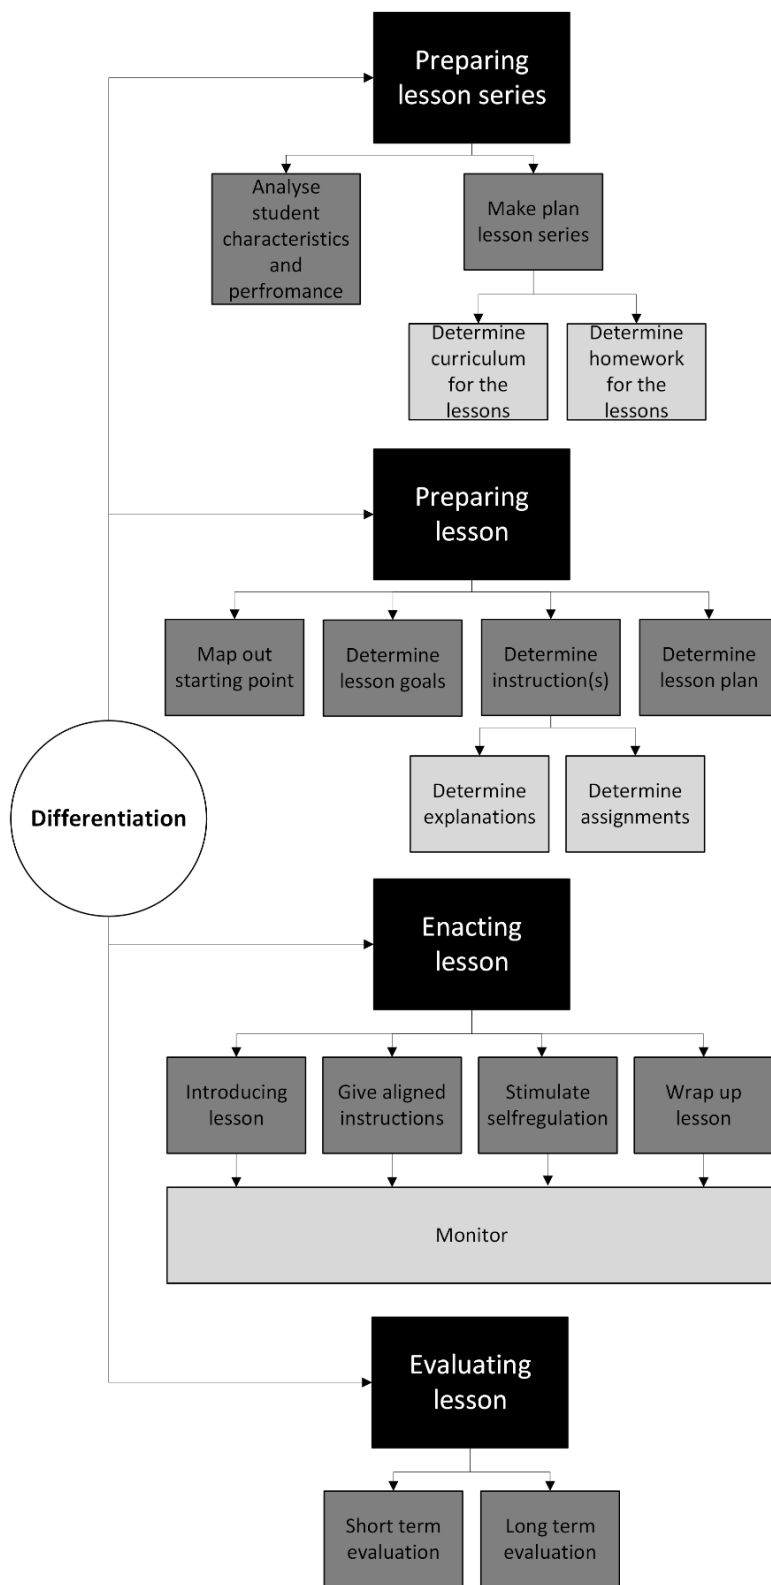 Preparing
lesson series
Analyse
student
characteristics
and
perfromance
Make plan
lesson series
Determine
curriculum
for the
lessons
Determine
homework
for the
lessons
Preparing
lesson
Map out
starting point
Determine
lesson goals
Determine
instruction(s)
Determine
lesson plan
Determine
explanations
Determine
assignments
Differentiation
Enacting
lesson
Introducing
lesson
Give aligned
instructions
Stimulate
selfregulation
Wrap up
lesson
Monitor
Evaluating
lesson
Short term
evaluation
Long term
evaluation